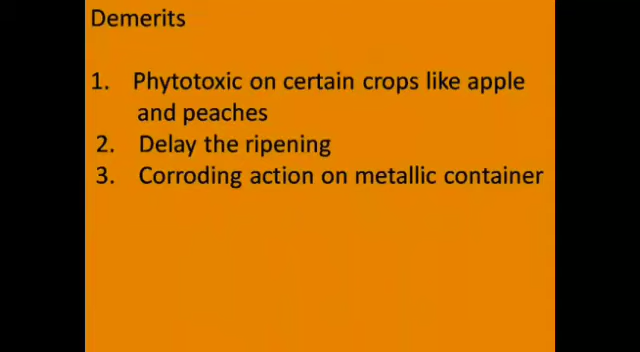 Demerits
1. Phytotoxic on certain crops like apple
and peaches
2. Delay the ripening
3. Corroding action on metallic container